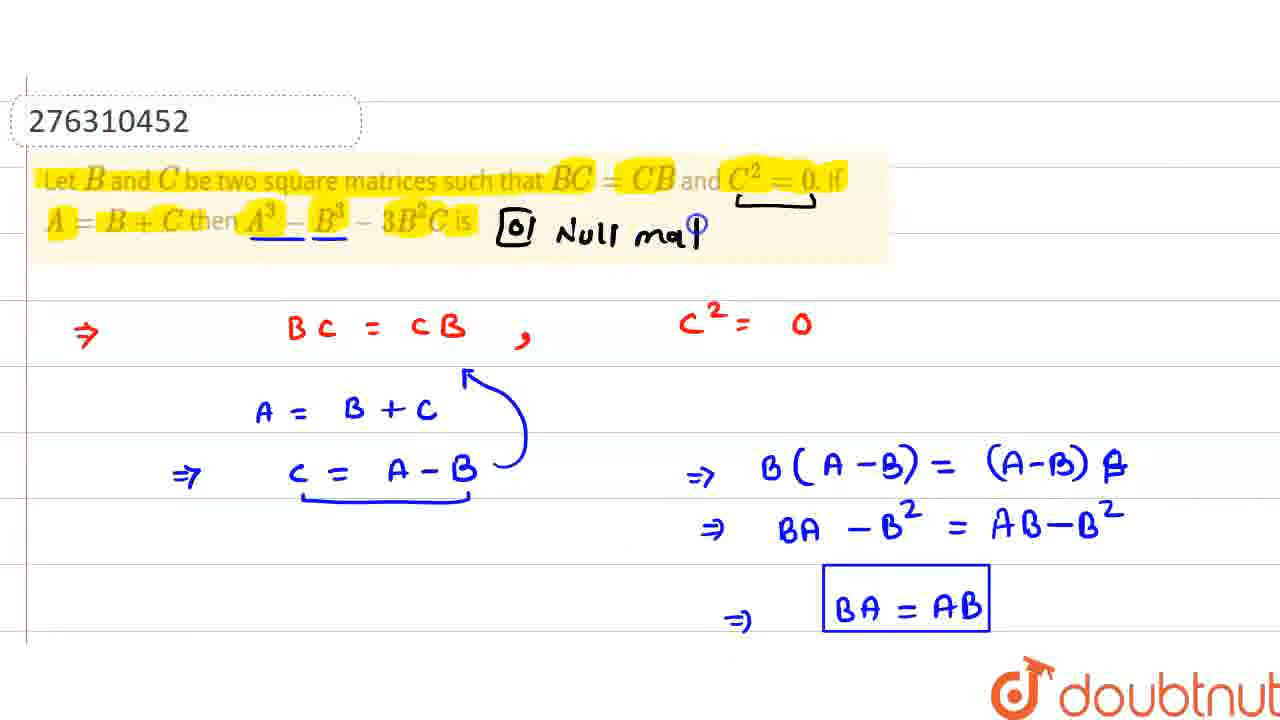 276310452
Let B and C be two square matrices such that BC = CB and C² = 0. If
A = B + C then A³ − B³ − 3B²C is
[0] Null mat
⇒ BC = CB , C² = 0
A = B + C
⇒ C = A − B
⇒ B(A − B) = (A − B) B
⇒ BA − B² = AB − B²
⇒ BA = AB
doubtnut